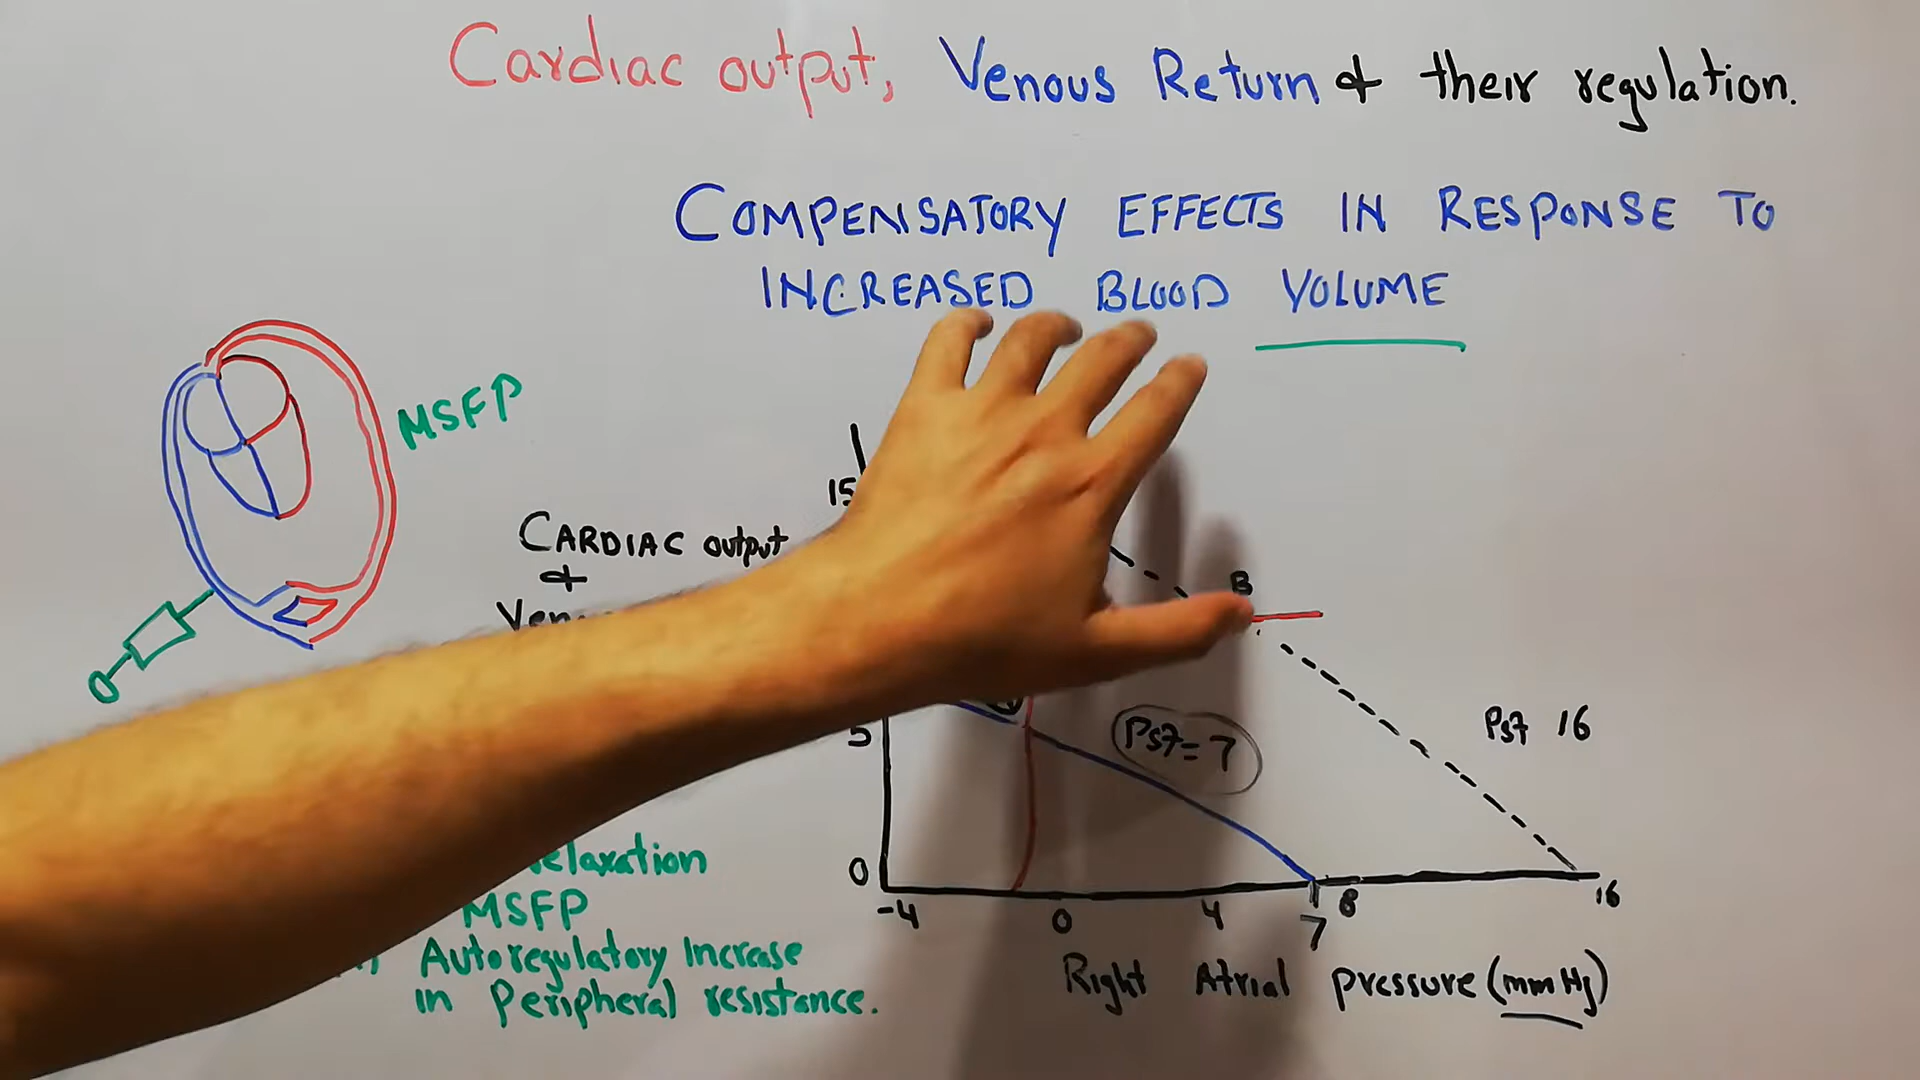 Cardiac output, Venous Return & their regulation.
COMPENSATORY EFFECTS IN RESPONSE TO
INCREASED BLOOD VOLUME
MSFP
15
CARDIAC output
&
B
5
Psf = 7
Psf 16
0
-4 0 4 7 8 16
Right Atrial pressure (mmHg)
MSFP
Autoregulatory Increase
in Peripheral resistance.